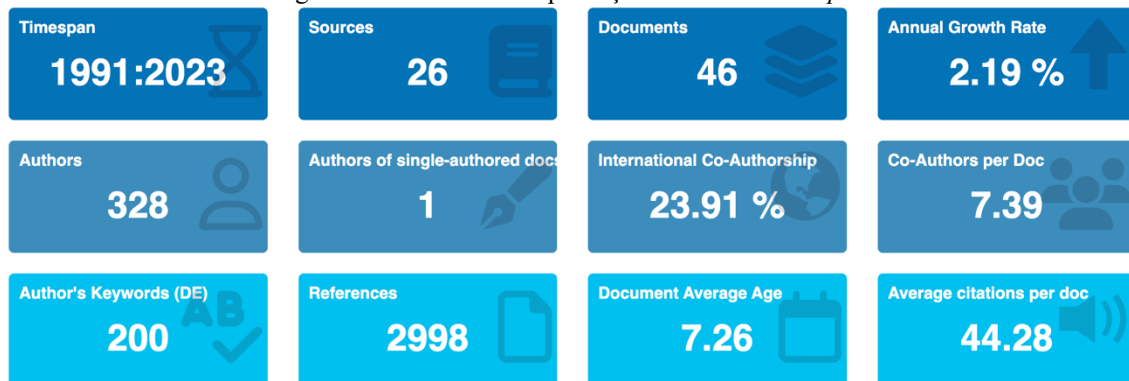 Timespan
1991:2023
Sources
26
Documents
46
Annual Growth Rate
2.19 %
Authors
328
Authors of single-authored docs
1
International Co-Authorship
23.91 %
Co-Authors per Doc
7.39
Author's Keywords (DE)
200
AB
References
2998
Document Average Age
7.26
Average citations per doc
44.28